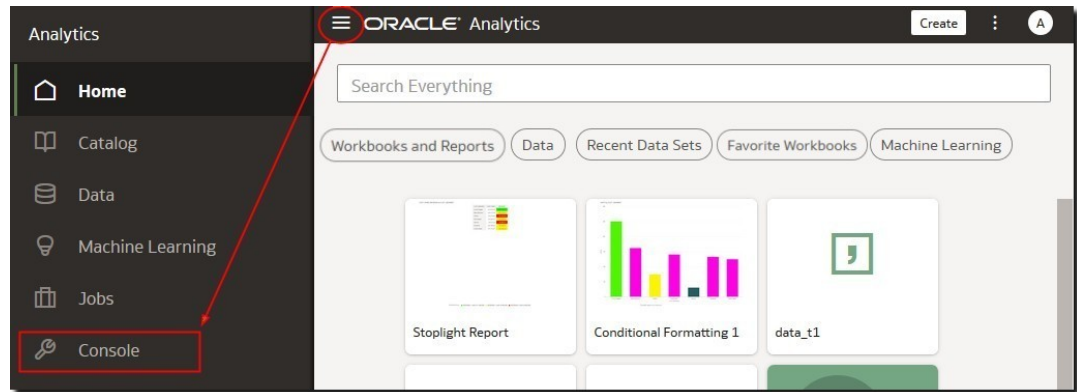 Analytics
Home
Catalog
Data
Machine Learning
Jobs
Console
ORACLE Analytics
Create
A
Search Everything
Workbooks and Reports
Data
Recent Data Sets
Favorite Workbooks
Machine Learning
Stoplight Report
Conditional Formatting 1
data_t1